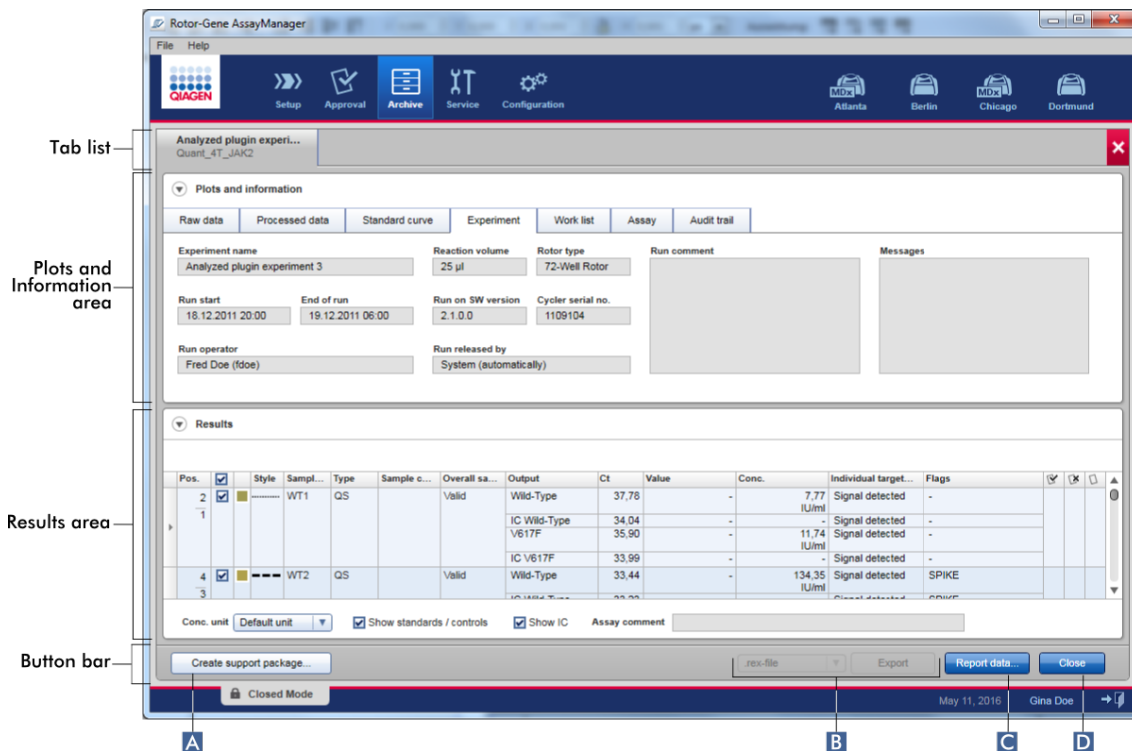 Rotor-Gene AssayManager
File Help
QIAGEN
Setup Approval Archive Service Configuration
MDx MDx
Atlanta Berlin Chicago Dortmund
Tab list
Analyzed plugin experi...
Quant_4T_JAK2
Plots and Information area
Plots and information
Raw data Processed data Standard curve Experiment Work list Assay Audit trail
Experiment name Reaction volume Rotor type Run comment Messages
Analyzed plugin experiment 3 25 µl 72-Well Rotor
Run start End of run Run on SW version Cycler serial no.
18.12.2011 20:00 19.12.2011 06:00 2.1.0.0 1109104
Run operator Run released by
Fred Doe (fdoe) System (automatically)
Results area
Results
Pos. Style Sampl... Type Sample c... Overall sa... Output Ct Value Conc. Individual target... Flags
2 WT1 QS Valid Wild-Type 37,78 - 7,77 Signal detected -
1 IU/ml
IC Wild-Type 34,04 - - Signal detected -
V617F 35,90 - 11,74 Signal detected -
IU/ml
IC V617F 33,99 - - Signal detected -
4 WT2 QS Valid Wild-Type 33,44 - 134,35 Signal detected SPIKE
3 IU/ml
Conc. unit Default unit Show standards / controls Show IC Assay comment
Button bar
Create support package... .rex-file Export Report data... Close
Closed Mode
May 11, 2016 Gina Doe
A B C D